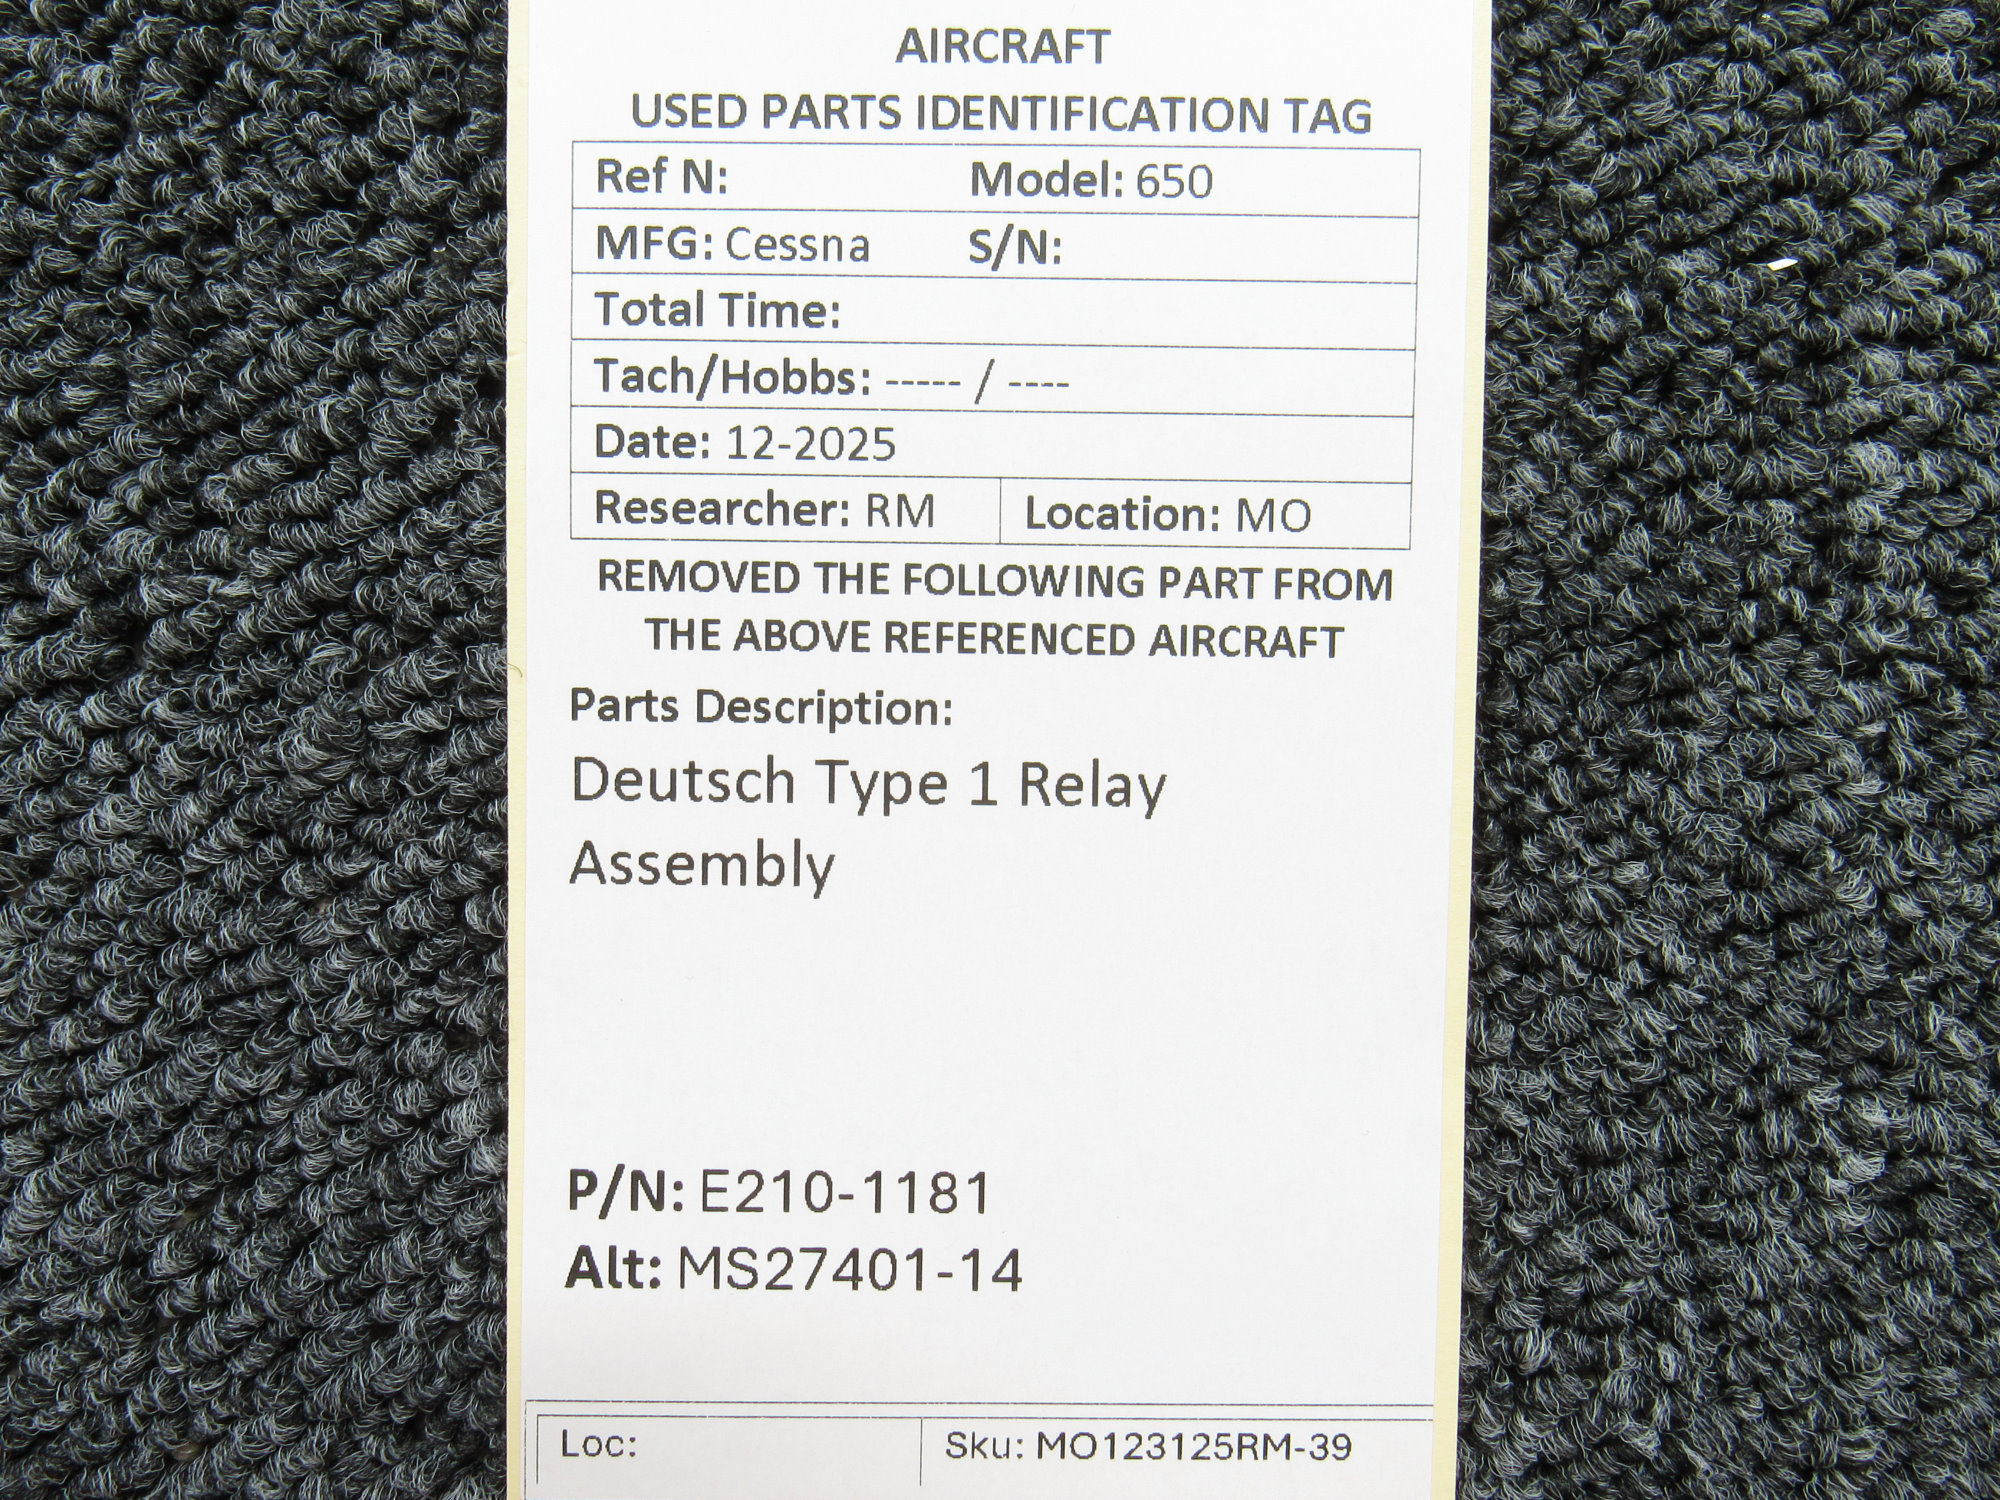 AIRCRAFT
USED PARTS IDENTIFICATION TAG
Ref N: Model: 650
MFG: Cessna S/N:
Total Time:
Tach/Hobbs: ----- / ----
Date: 12-2025
Researcher: RM Location: MO
REMOVED THE FOLLOWING PART FROM
THE ABOVE REFERENCED AIRCRAFT
Parts Description:
Deutsch Type 1 Relay
Assembly
P/N: E210-1181
Alt: MS27401-14
Loc: Sku: MO123125RM-39